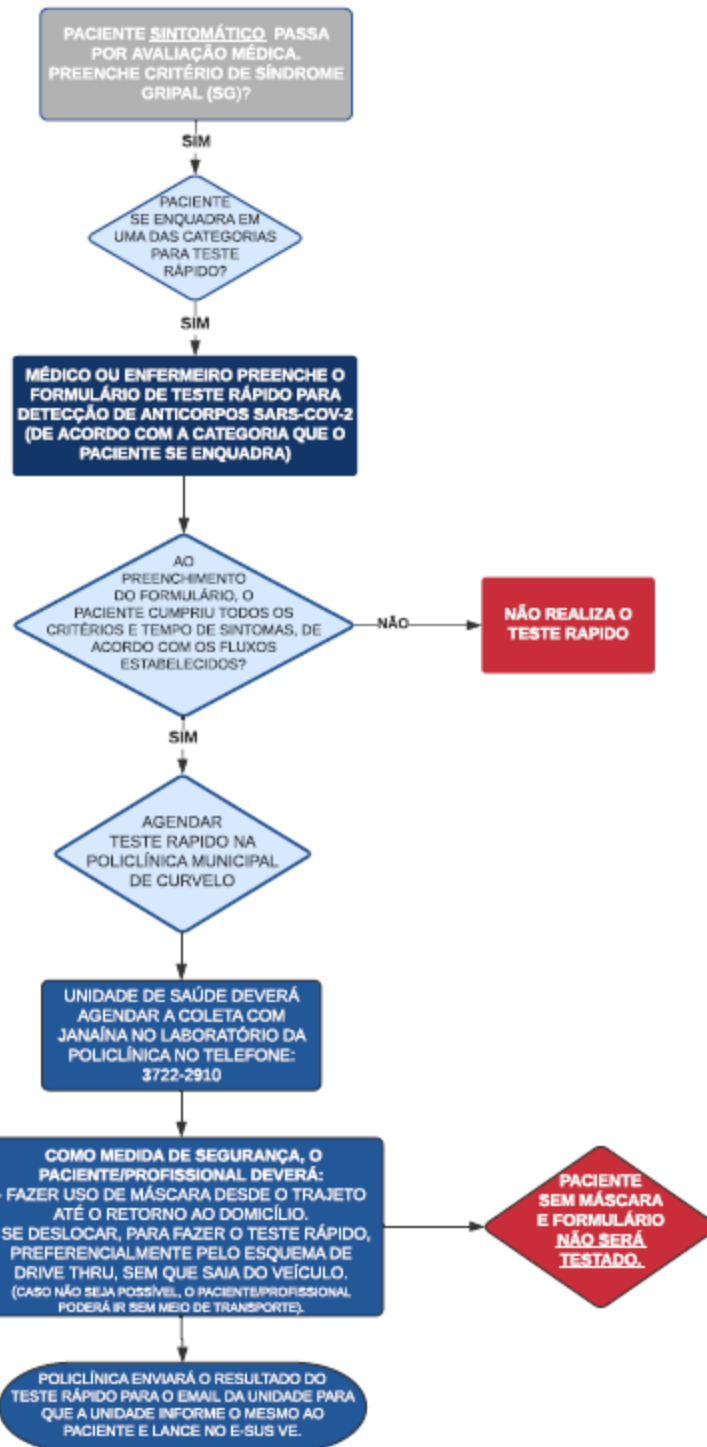 PACIENTE SINTOMÁTICO PASSA
POR AVALIAÇÃO MÉDICA.
PREENCHE CRITÉRIO DE SÍNDROME
GRIPAL (SG)?
SIM
PACIENTE
SE ENQUADRA EM
UMA DAS CATEGORIAS
PARA TESTE
RÁPIDO?
SIM
MÉDICO OU ENFERMEIRO PREENCHE O
FORMULÁRIO DE TESTE RÁPIDO PARA
DETECÇÃO DE ANTICORPOS SARS-COV-2
(DE ACORDO COM A CATEGORIA QUE O
PACIENTE SE ENQUADRA)
AO
PREENCHIMENTO
DO FORMULÁRIO, O
PACIENTE CUMPRIU TODOS OS
CRITÉRIOS E TEMPO DE SINTOMAS, DE
ACORDO COM OS FLUXOS
ESTABELECIDOS?
NÃO
NÃO REALIZA O
TESTE RAPIDO
SIM
AGENDAR
TESTE RAPIDO NA
POLICLÍNICA MUNICIPAL
DE CURVELO
UNIDADE DE SAÚDE DEVERÁ
AGENDAR A COLETA COM
JANAÍNA NO LABORATÓRIO DA
POLICLÍNICA NO TELEFONE:
3722-2910
COMO MEDIDA DE SEGURANÇA, O
PACIENTE/PROFISSIONAL DEVERÁ:
- FAZER USO DE MÁSCARA DESDE O TRAJETO
ATÉ O RETORNO AO DOMICÍLIO.
SE DESLOCAR, PARA FAZER O TESTE RÁPIDO,
PREFERENCIALMENTE PELO ESQUEMA DE
DRIVE THRU, SEM QUE SAIA DO VEÍCULO.
(CASO NÃO SEJA POSSÍVEL, O PACIENTE/PROFISSIONAL
PODERÁ IR SEM MEIO DE TRANSPORTE).
PACIENTE
SEM MÁSCARA
E FORMULÁRIO
NÃO SERÁ
TESTADO.
POLICLÍNICA ENVIARÁ O RESULTADO DO
TESTE RÁPIDO PARA O EMAIL DA UNIDADE PARA
QUE A UNIDADE INFORME O MESMO AO
PACIENTE E LANCE NO E-SUS VE.